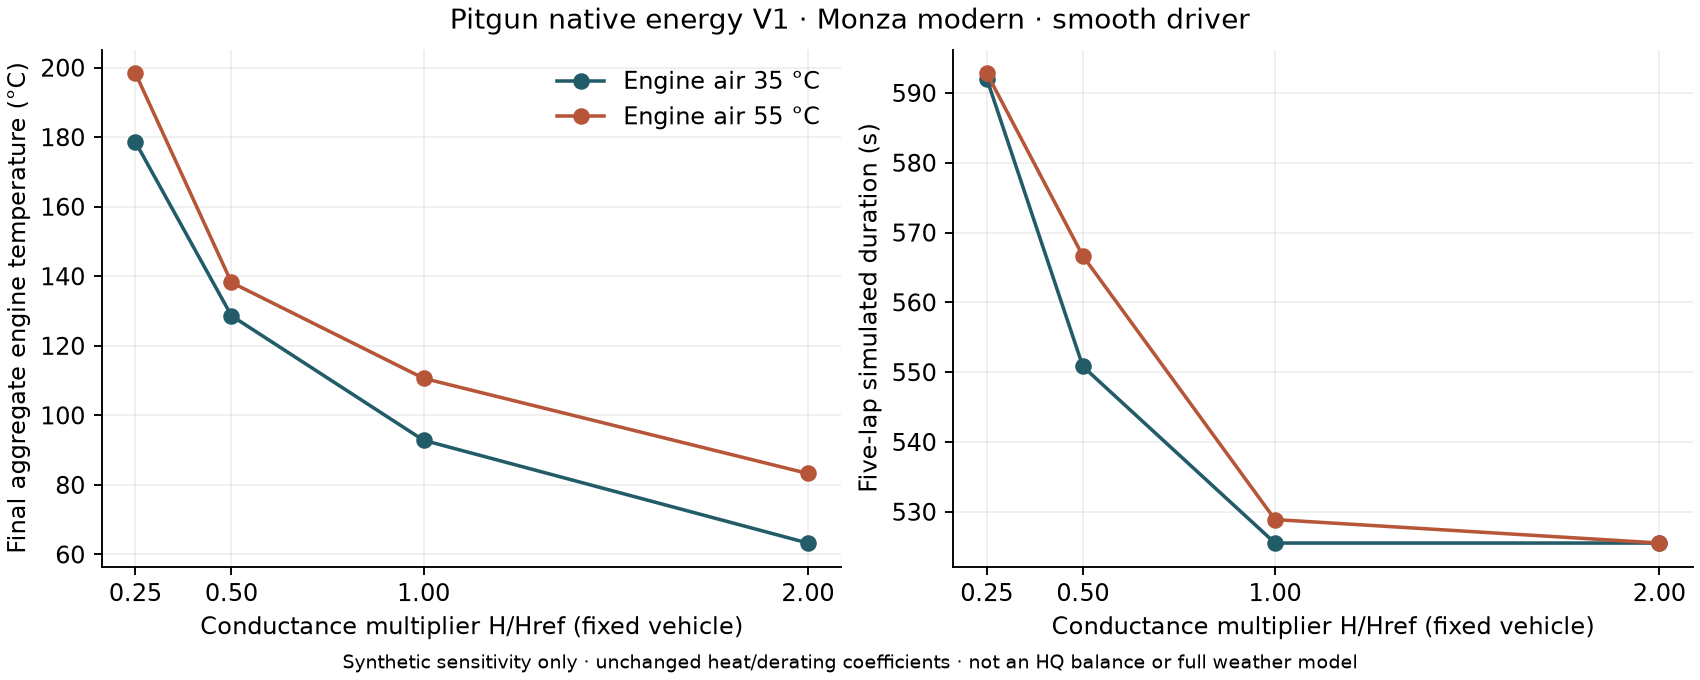 Pitgun native energy V1 · Monza modern · smooth driver
Final aggregate engine temperature (°C)
200
180
160
140
120
100
80
60
Engine air 35 °C
Engine air 55 °C
0.25
0.50
1.00
2.00
Conductance multiplier H/Href (fixed vehicle)
Five-lap simulated duration (s)
590
580
570
560
550
540
530
0.25
0.50
1.00
2.00
Conductance multiplier H/Href (fixed vehicle)
Synthetic sensitivity only · unchanged heat/derating coefficients · not an HQ balance or full weather model